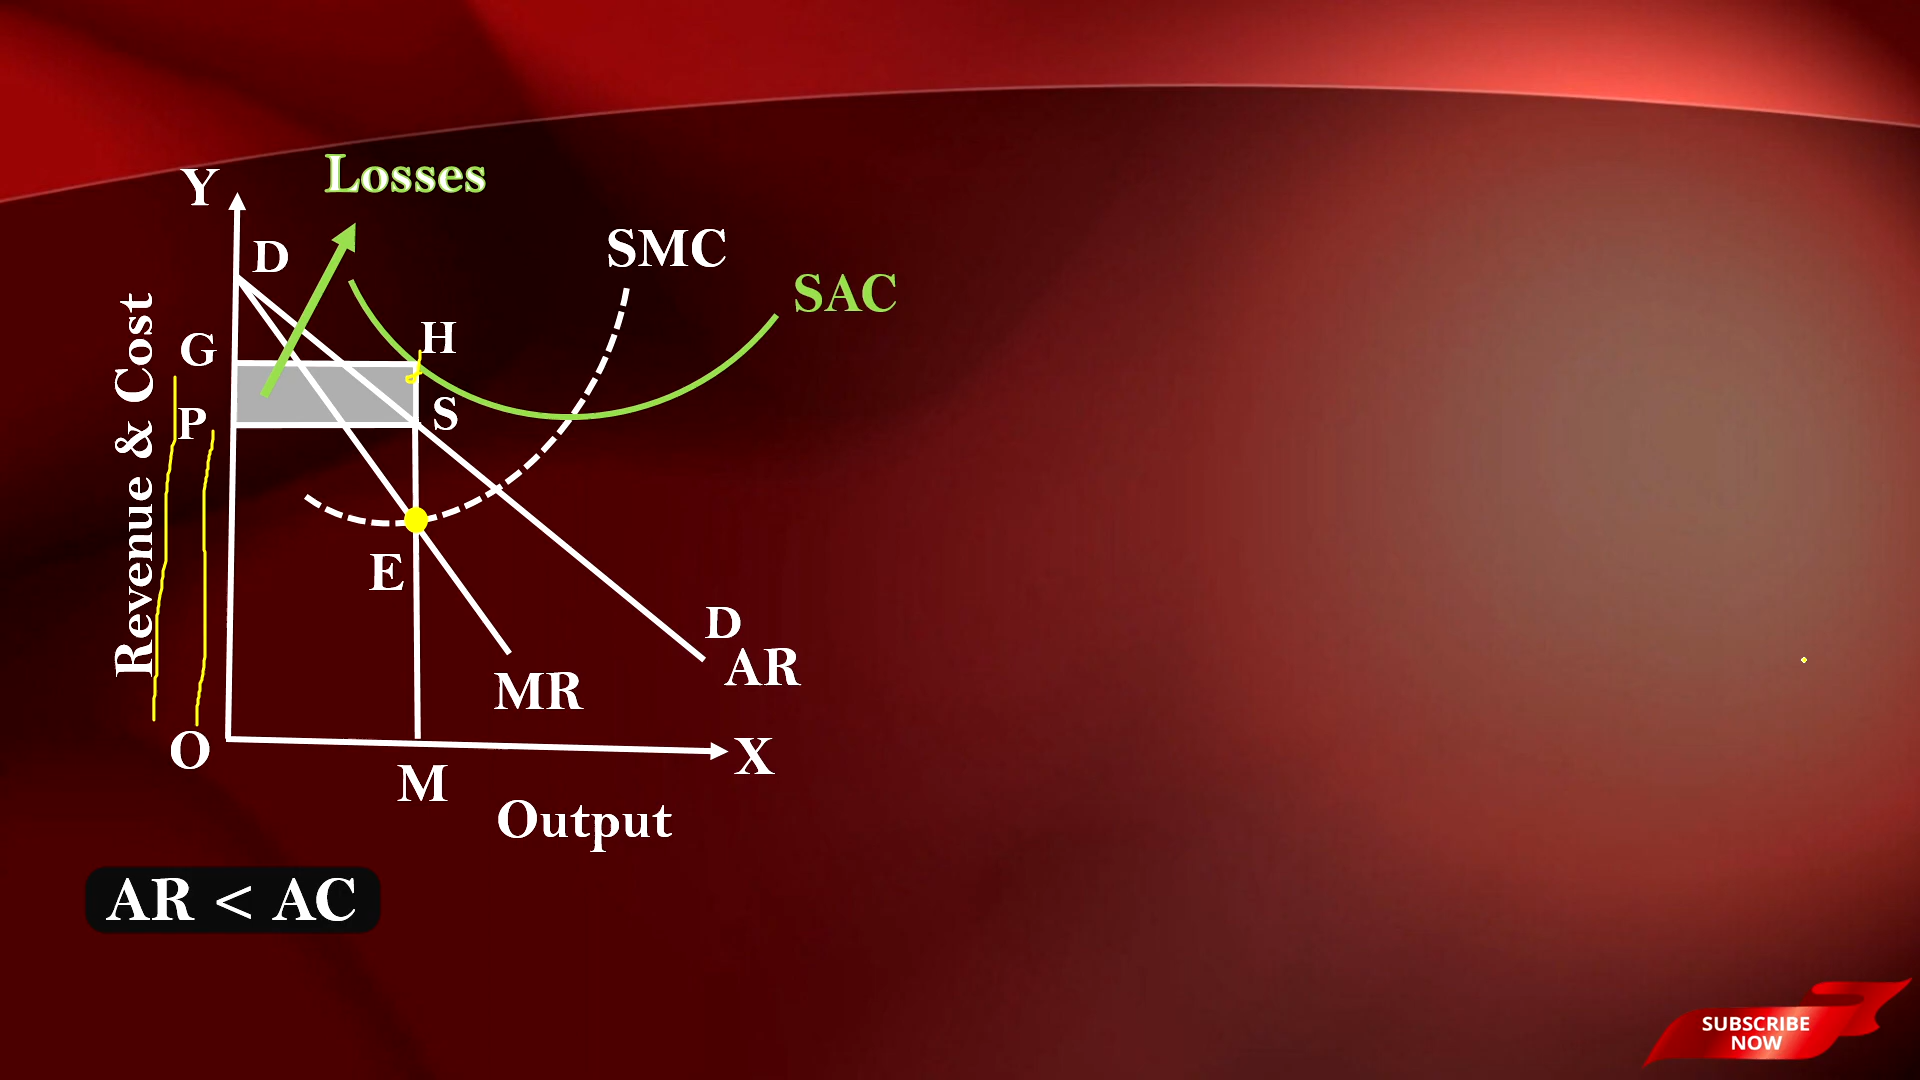 Losses
Y
D
SMC
SAC
G
H
P
S
Revenue & Cost
E
D
AR
MR
O
X
M
Output
AR < AC
SUBSCRIBE
NOW